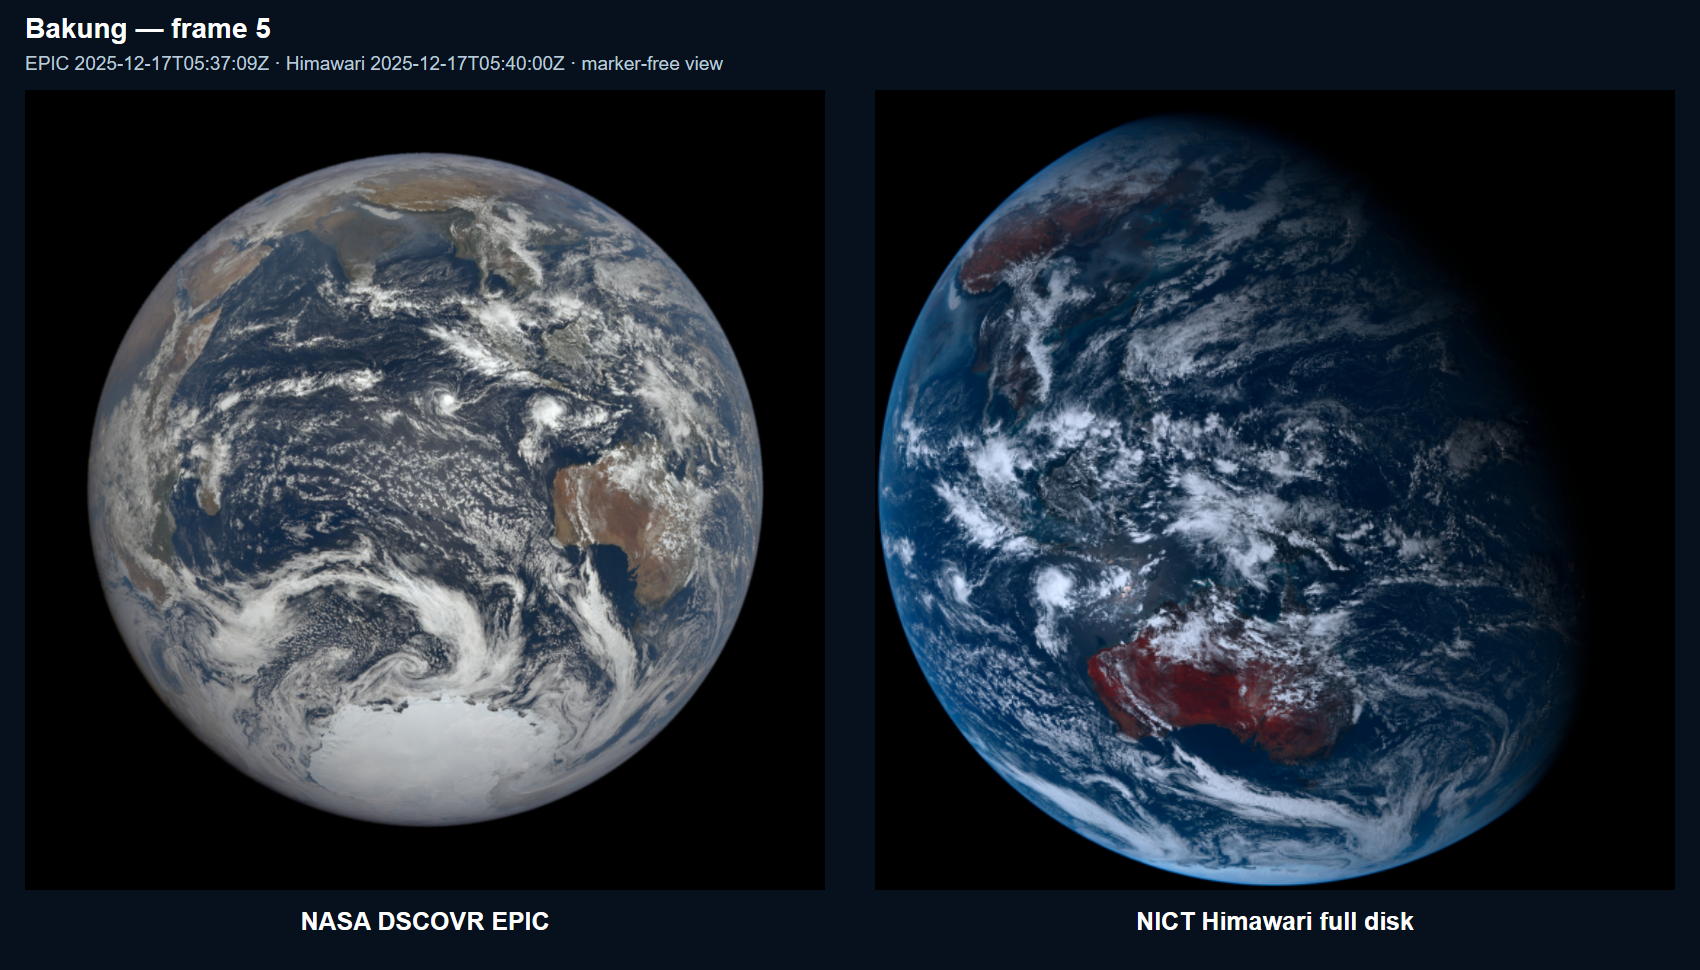 Bakung — frame 5
EPIC 2025-12-17T05:37:09Z · Himawari 2025-12-17T05:40:00Z · marker-free view
NASA DSCOVR EPIC
NICT Himawari full disk